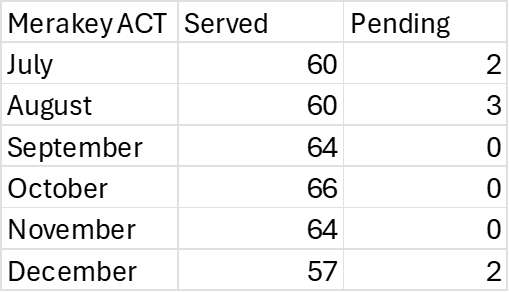 Merakey ACT Served Pending
July 60 2
August 60 3
September 64 0
October 66 0
November 64 0
December 57 2